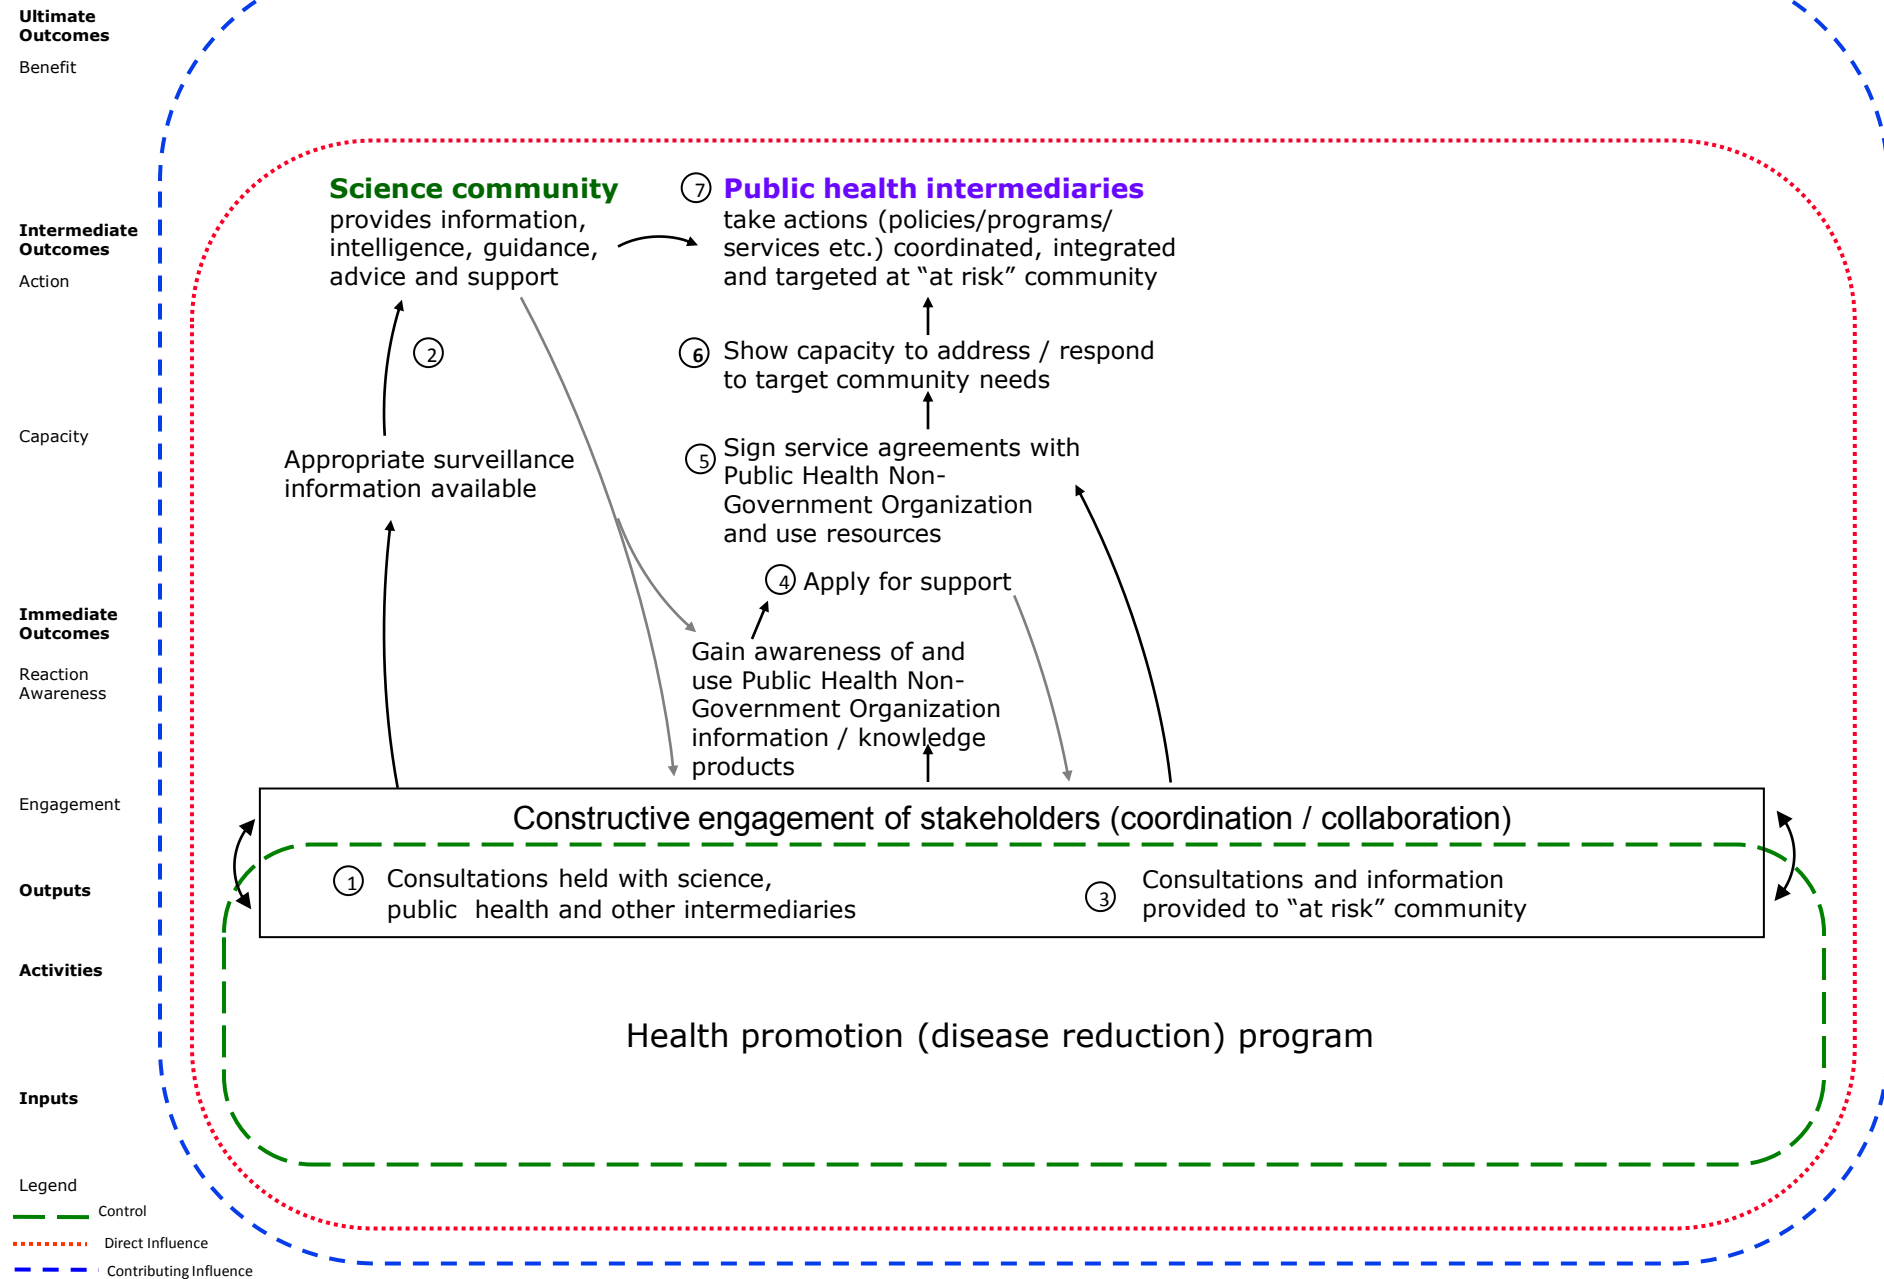 Ultimate
Outcomes
Benefit
Science community
provides information,
intelligence, guidance,
advice and support
7 Public health intermediaries
take actions (policies/programs/
services etc.) coordinated, integrated
and targeted at “at risk” community
Intermediate
Outcomes
Action
2
6 Show capacity to address / respond
to target community needs
Capacity
Appropriate surveillance
information available
5 Sign service agreements with
Public Health Non-
Government Organization
and use resources
4 Apply for support
Immediate
Outcomes
Reaction
Awareness
Gain awareness of and
use Public Health Non-
Government Organization
information / knowledge
products
Engagement
Constructive engagement of stakeholders (coordination / collaboration)
Outputs
1 Consultations held with science,
public health and other intermediaries
3 Consultations and information
provided to “at risk” community
Activities
Health promotion (disease reduction) program
Inputs
Legend
Control
Direct Influence
Contributing Influence